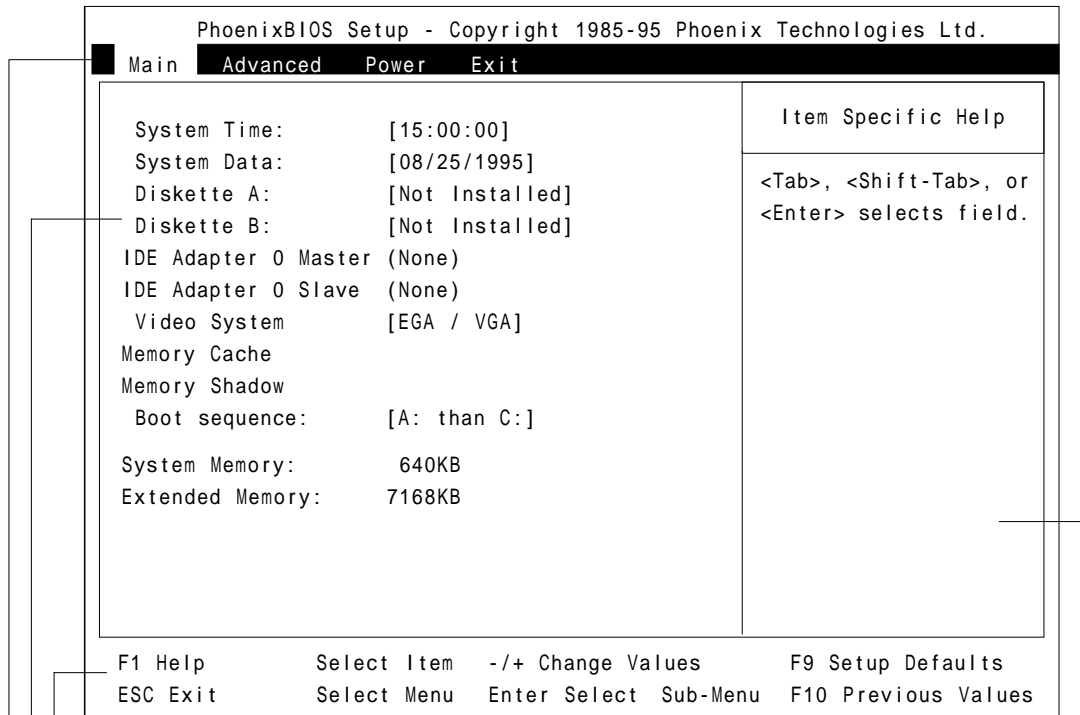 PhoenixBIOS Setup - Copyright 1985-95 Phoenix Technologies Ltd.
Main Advanced Power Exit
Item Specific Help
<Tab>, <Shift-Tab>, or
<Enter> selects field.
System Time: [15:00:00]
System Data: [08/25/1995]
Diskette A: [Not Installed]
Diskette B: [Not Installed]
IDE Adapter 0 Master (None)
IDE Adapter 0 Slave (None)
Video System [EGA / VGA]
Memory Cache
Memory Shadow
Boot sequence: [A: than C:]
System Memory: 640KB
Extended Memory: 7168KB
F1 Help Select Item -/+ Change Values F9 Setup Defaults
ESC Exit Select Menu Enter Select Sub-Menu F10 Previous Values